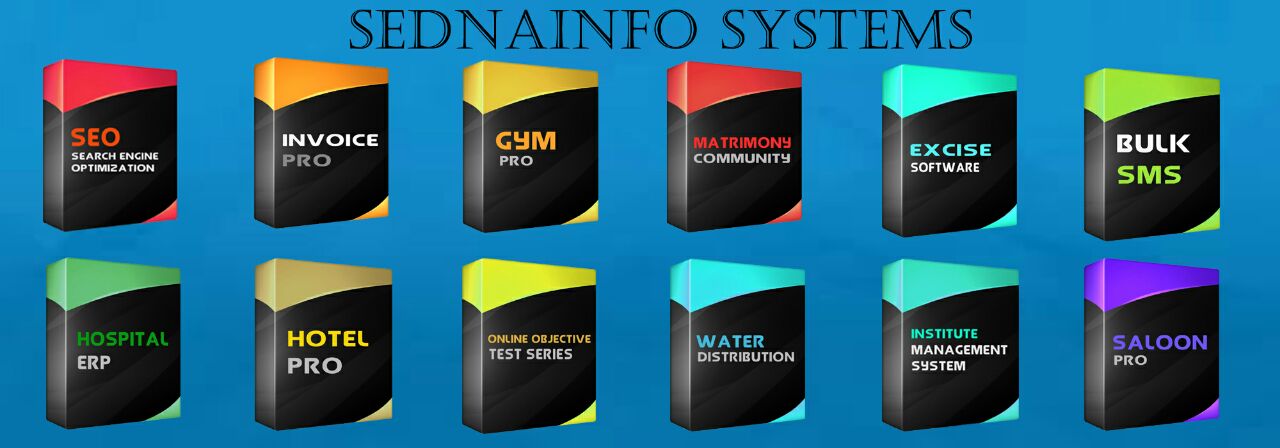 SEDNAINFO SYSTEMS
SEO
SEARCH ENGINE
OPTIMIZATION
INVOICE
PRO
GYM
PRO
MATRIMONY
COMMUNITY
EXCISE
SOFTWARE
BULK
SMS
HOSPITAL
ERP
HOTEL
PRO
ONLINE OBJECTIVE
TEST SERIES
WATER
DISTRIBUTION
INSTITUTE
MANAGEMENT
SYSTEM
SALOON
PRO